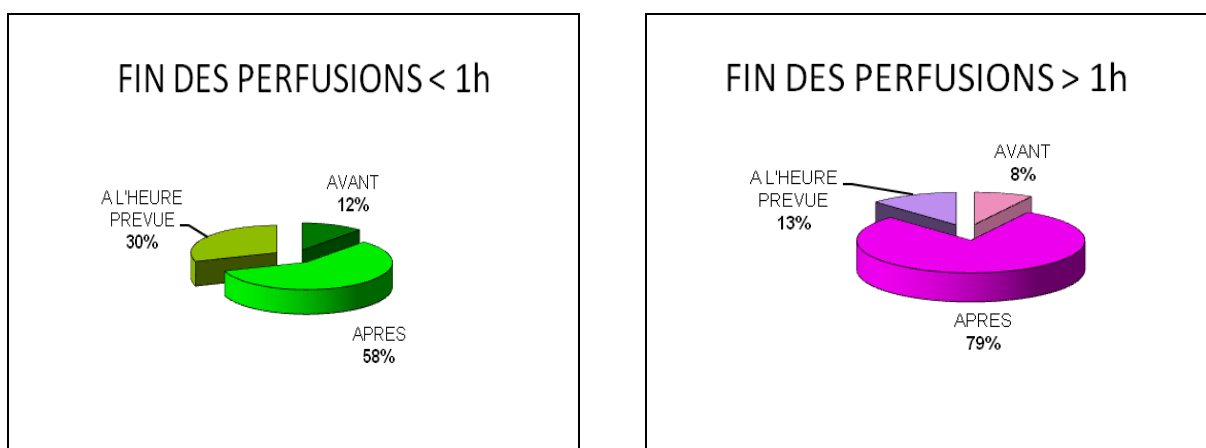 FIN DES PERFUSIONS < 1h
AVANT
12%
A L'HEURE
PREVUE
30%
APRES
58%
FIN DES PERFUSIONS > 1h
AVANT
8%
A L'HEURE
PREVUE
13%
APRES
79%